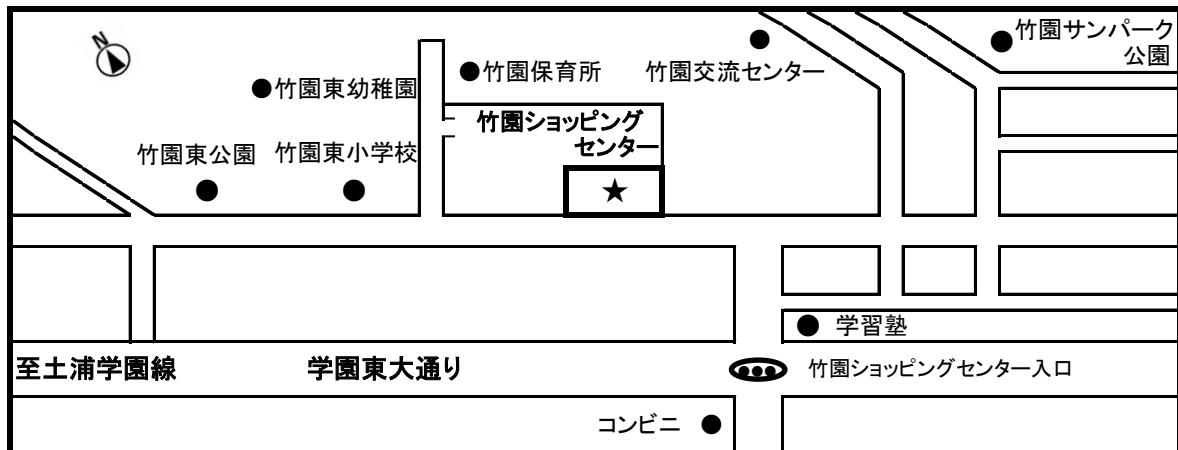 N
竹園サンパーク
公園
●竹園保育所
竹園交流センター
●竹園東幼稚園
竹園ショッピング
センター
竹園東公園
竹園東小学校
★
● 学習塾
至土浦学園線
学園東大通り
竹園ショッピングセンター入口
コンビニ ●